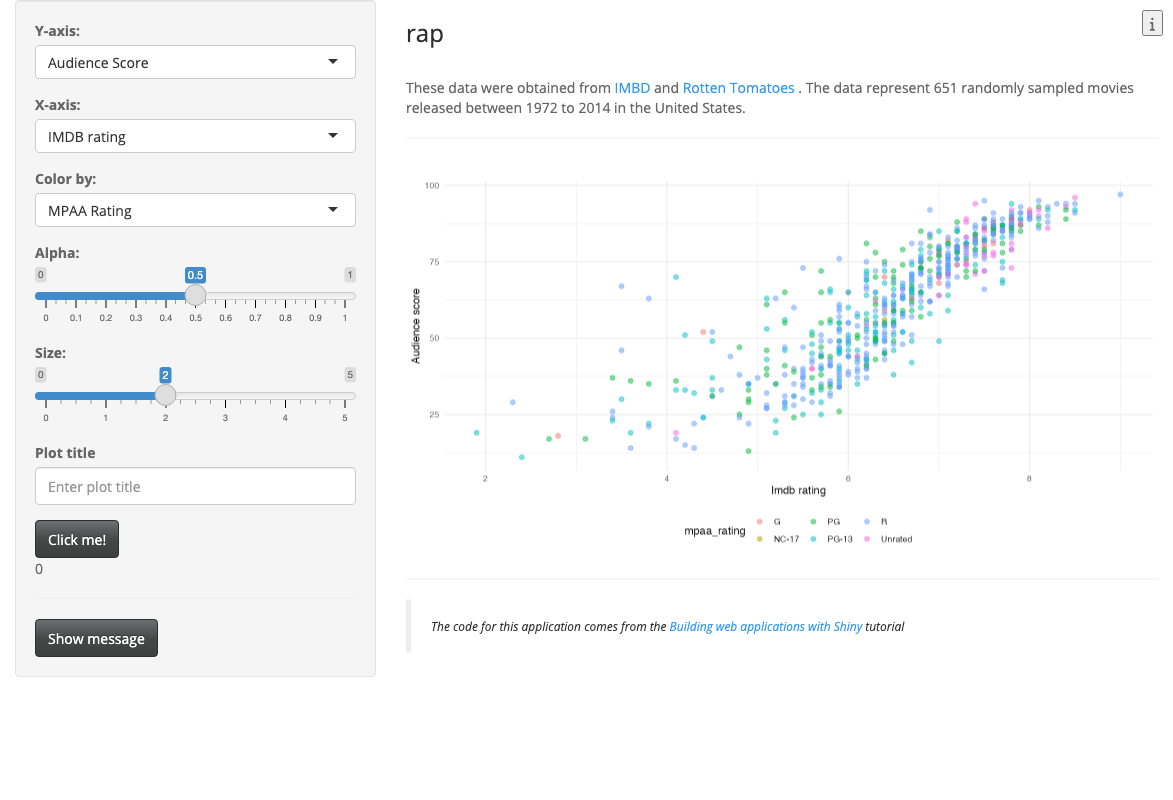 Y-axis:
Audience Score
X-axis:
IMDB rating
Color by:
MPAA Rating
Alpha:
0 0.5 1
0 0.1 0.2 0.3 0.4 0.5 0.6 0.7 0.8 0.9 1
Size:
0 2 5
0 1 2 3 4 5
Plot title
Enter plot title
Click me!
0
Show message
i
rap
These data were obtained from IMBD and Rotten Tomatoes . The data represent 651 randomly sampled movies
released between 1972 to 2014 in the United States.
100
75
50
25
Audience score
2 4 6 8
Imdb rating
mpaa_rating
G PG R
NC-17 PG-13 Unrated
The code for this application comes from the Building web applications with Shiny tutorial